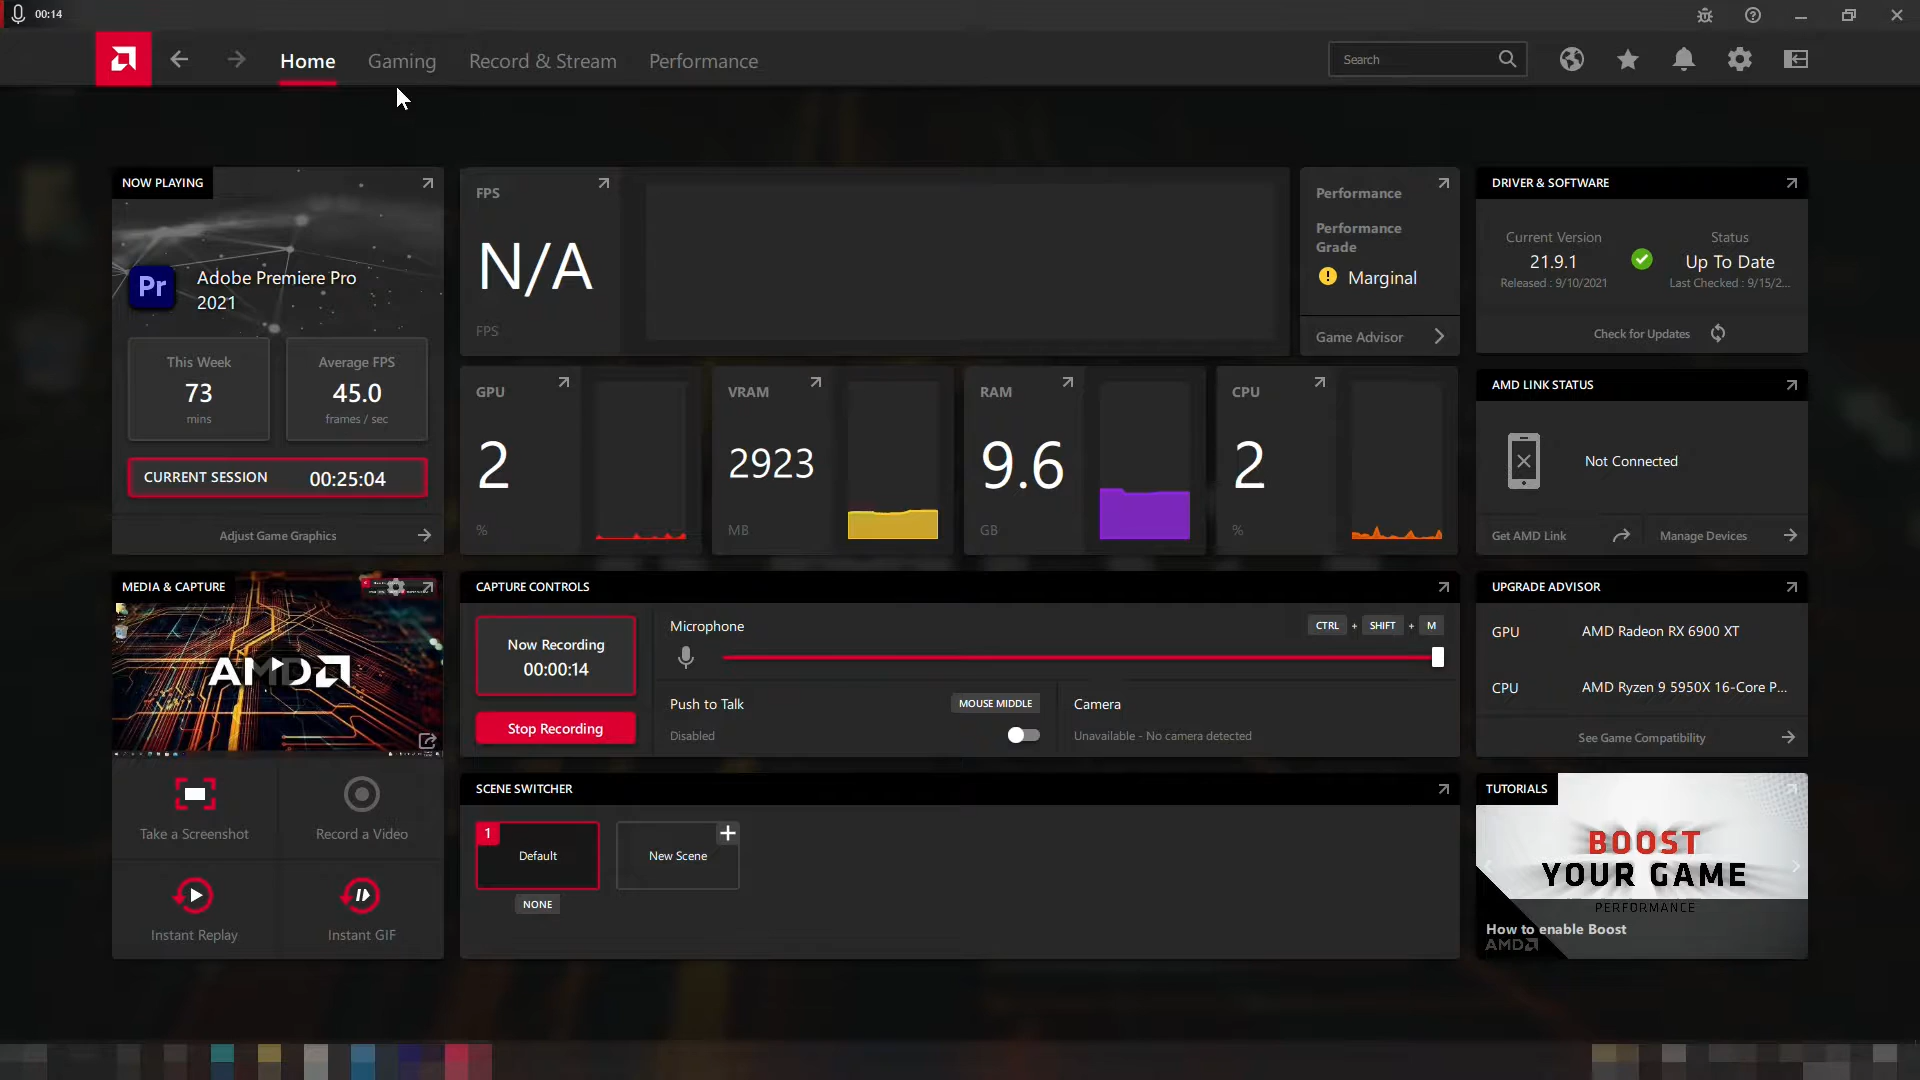 00:14
Home
Gaming
Record & Stream
Performance
Search
NOW PLAYING
Pr
Adobe Premiere Pro
2021
This Week
73
mins
Average FPS
45.0
frames / sec
CURRENT SESSION
00:25:04
Adjust Game Graphics
FPS
N/A
FPS
Performance
Performance
Grade
Marginal
Game Advisor
DRIVER & SOFTWARE
Current Version
21.9.1
Released : 9/10/2021
Status
Up To Date
Last Checked : 9/15/2...
Check for Updates
GPU
2
%
VRAM
2923
MB
RAM
9.6
GB
CPU
2
%
AMD LINK STATUS
Not Connected
Get AMD Link
Manage Devices
MEDIA & CAPTURE
AMD
Take a Screenshot
Record a Video
Instant Replay
Instant GIF
CAPTURE CONTROLS
Now Recording
00:00:14
Stop Recording
Microphone
CTRL + SHIFT + M
Push to Talk
MOUSE MIDDLE
Disabled
Camera
Unavailable - No camera detected
SCENE SWITCHER
1
Default
NONE
New Scene
UPGRADE ADVISOR
GPU
AMD Radeon RX 6900 XT
CPU
AMD Ryzen 9 5950X 16-Core P...
See Game Compatibility
TUTORIALS
BOOST
YOUR GAME
PERFORMANCE
How to enable Boost
AMD